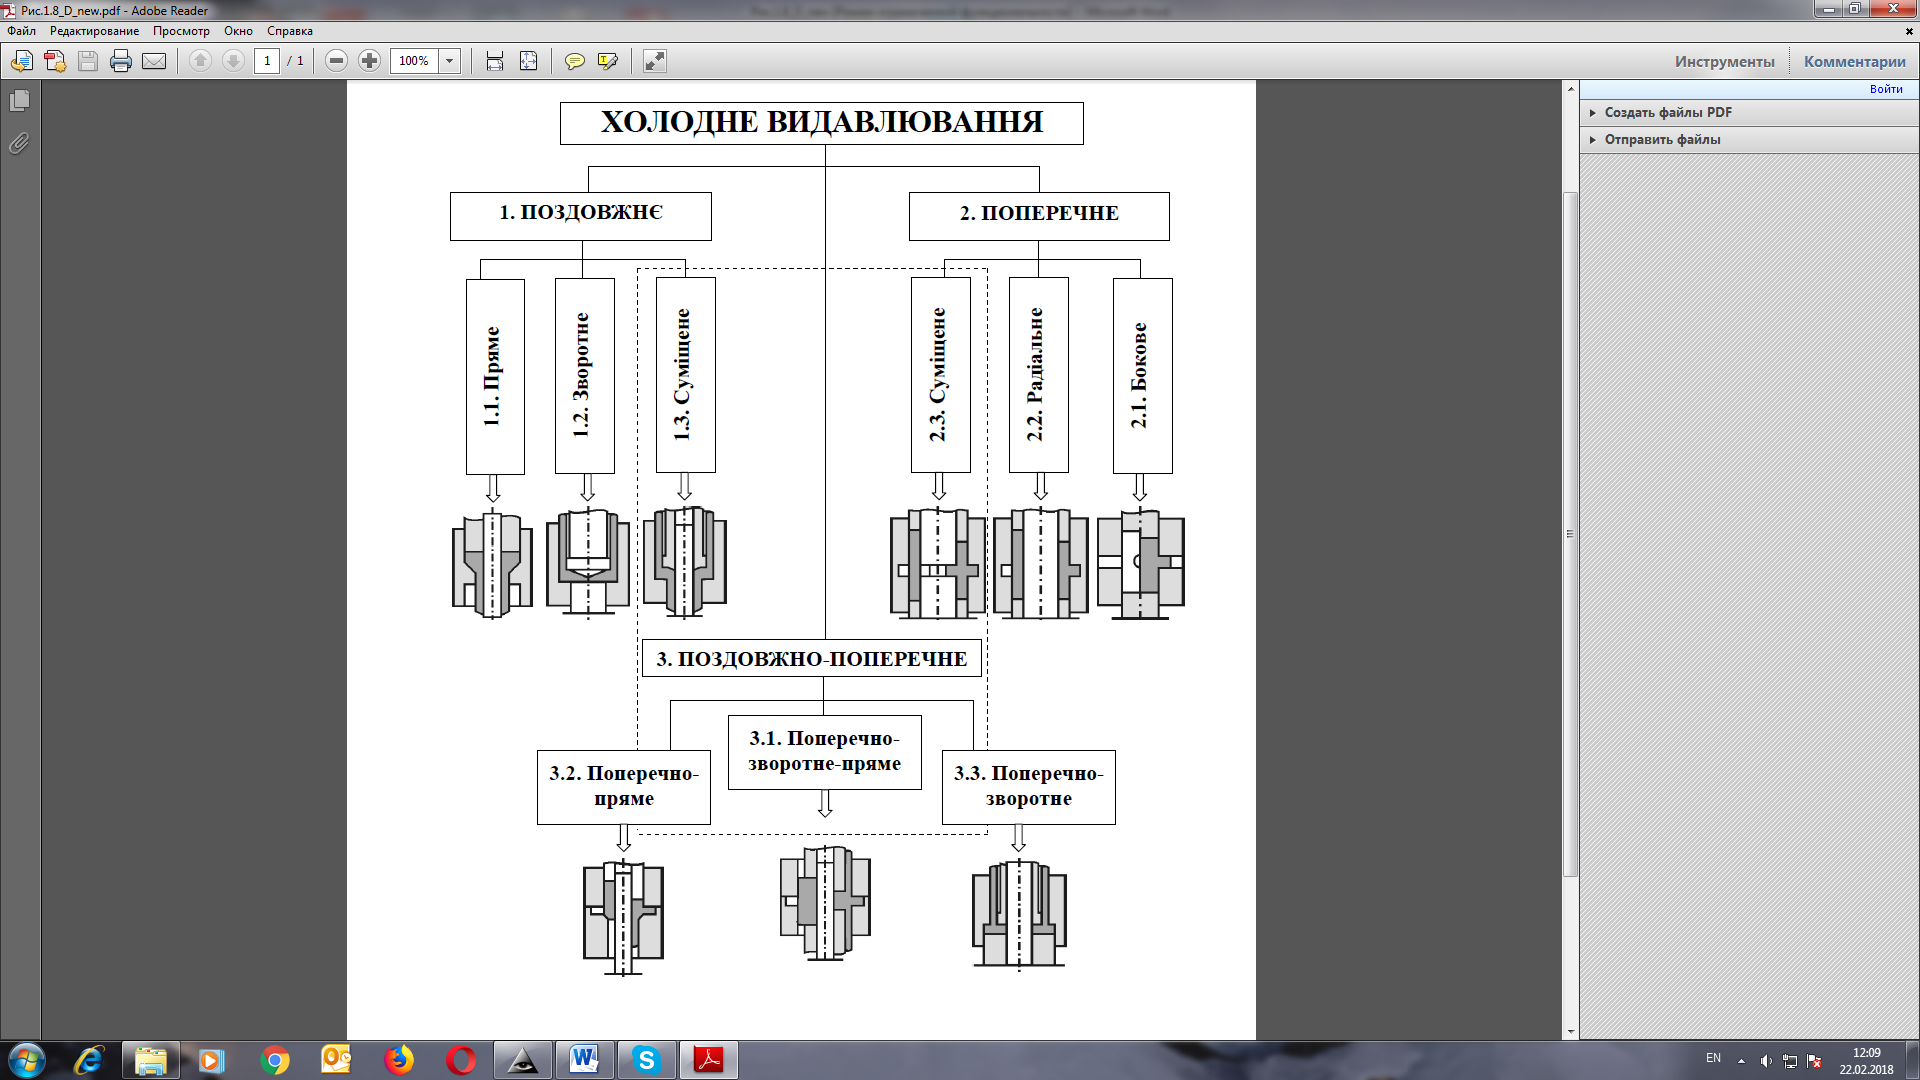 Рис.1.8_D_new.pdf - Adobe Reader
Файл Редактирование Просмотр Окно Справка
1 / 1 100% Инструменты Комментарии
Войти
Создать файлы PDF
Отправить файлы
ХОЛОДНЕ ВИДАВЛЮВАННЯ
1. ПОЗДОВЖНЄ
2. ПОПЕРЕЧНЕ
1.1. Пряме
1.2. Зворотне
1.3. Суміщене
2.3. Суміщене
2.2. Радіальне
2.1. Бокове
3. ПОЗДОВЖНО-ПОПЕРЕЧНЕ
3.2. Поперечно-
пряме
3.1. Поперечно-
зворотне-пряме
3.3. Поперечно-
зворотне
EN
12:09
22.02.2018